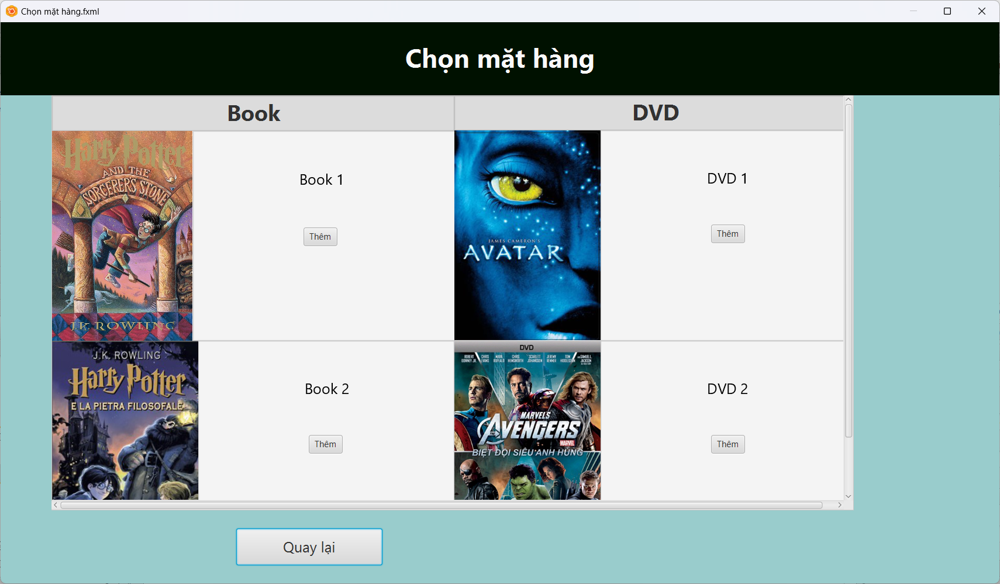 Chọn mặt hàng.fxml
Chọn mặt hàng
Book
DVD
Harry Potter
AND THE
SORCERER'S STONE
J.K. ROWLING
Book 1
Thêm
JAMES CAMERON'S
AVATAR
DVD 1
Thêm
J.K. ROWLING
Harry Potter
E LA PIETRA FILOSOFALE
Book 2
Thêm
DVD
ROBERT DOWNEY JR. CHRIS EVANS MARK RUFFALO CHRIS HEMSWORTH SCARLETT JOHANSSON JEREMY RENNER TOM HIDDLESTON AND SAMUEL L. JACKSON
MARVEL'S
THE AVENGERS
MARVEL
BIỆT ĐỘI SIÊU ANH HÙNG
DVD 2
Thêm
Quay lại